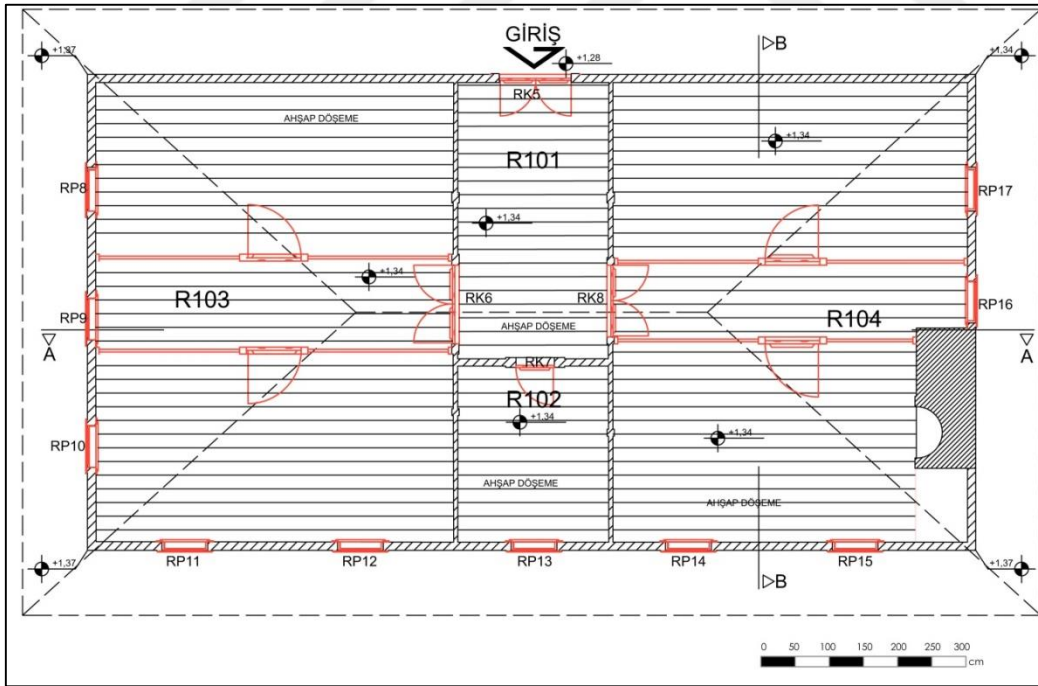 GİRİŞ
▷B
+1,37
+1,28
+1,34
RK5
AHŞAP DÖŞEME
+1,34
R101
RP8
RP17
+1,34
+1,34
R103
RK6
RK8
RP16
RP9
AHŞAP DÖŞEME
R104
A
A
RK7
R102
+1,34
+1,34
RP10
AHŞAP DÖŞEME
AHŞAP DÖŞEME
RP11
RP12
RP13
RP14
RP15
+1,37
+1,37
▷B
0 50 100 150 200 250 300
cm